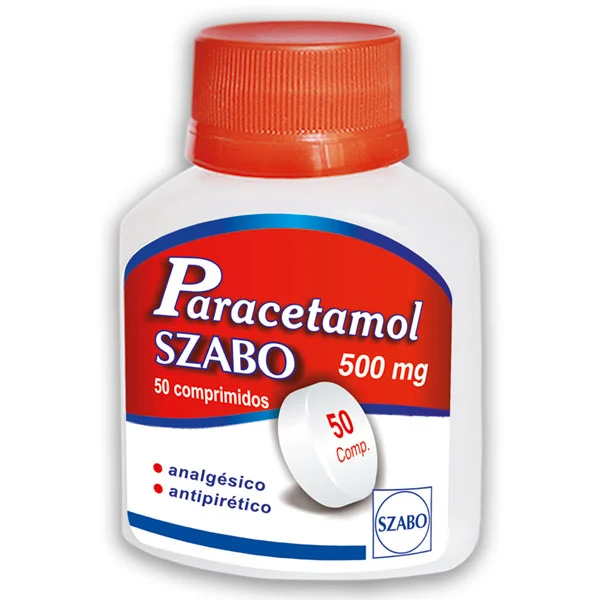 Paracetamol
SZABO 500 mg
50 comprimidos
50
Comp.
• analgésico
• antipirético
SZABO